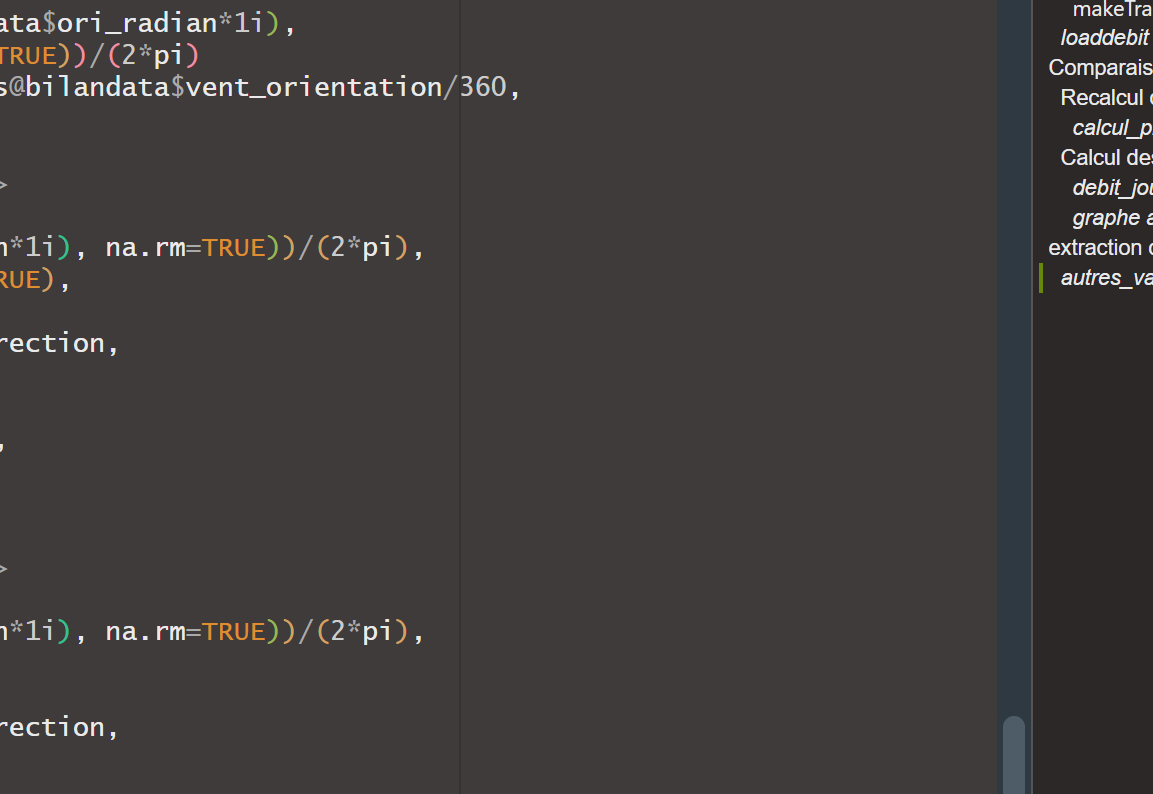 ata$ori_radian*1i),
TRUE))/(2*pi)
s@bilandata$vent_orientation/360,
>
n*1i), na.rm=TRUE))/(2*pi),
RUE),
rection,
,
>
n*1i), na.rm=TRUE))/(2*pi),
rection,
makeTra
loaddebit
Comparais
Recalcul
calcul_p
Calcul des
debit_jou
graphe a
extraction
autres_va